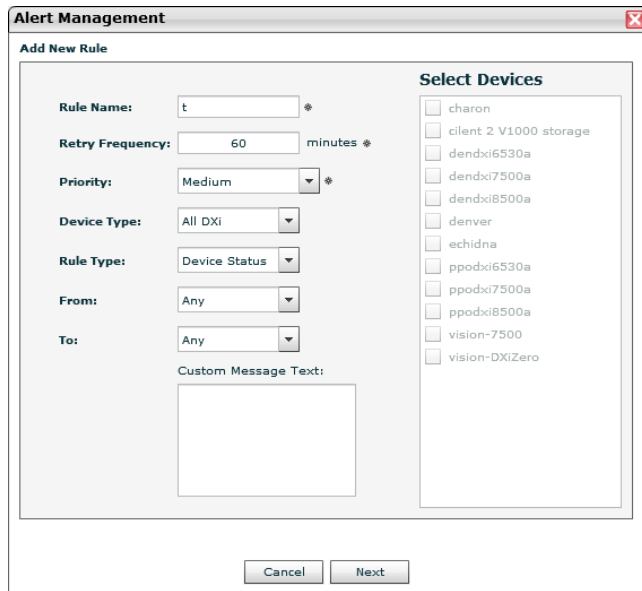 Alert Management
Add New Rule
Rule Name: t *
Retry Frequency: 60 minutes *
Priority: Medium *
Device Type: All DXi
Rule Type: Device Status
From: Any
To: Any
Custom Message Text:
Select Devices
charon
cilent 2 V1000 storage
dendxi6530a
dendxi7500a
dendxi8500a
denver
echidna
ppodxi6530a
ppodxi7500a
ppodxi8500a
vision-7500
vision-DXiZero
Cancel Next